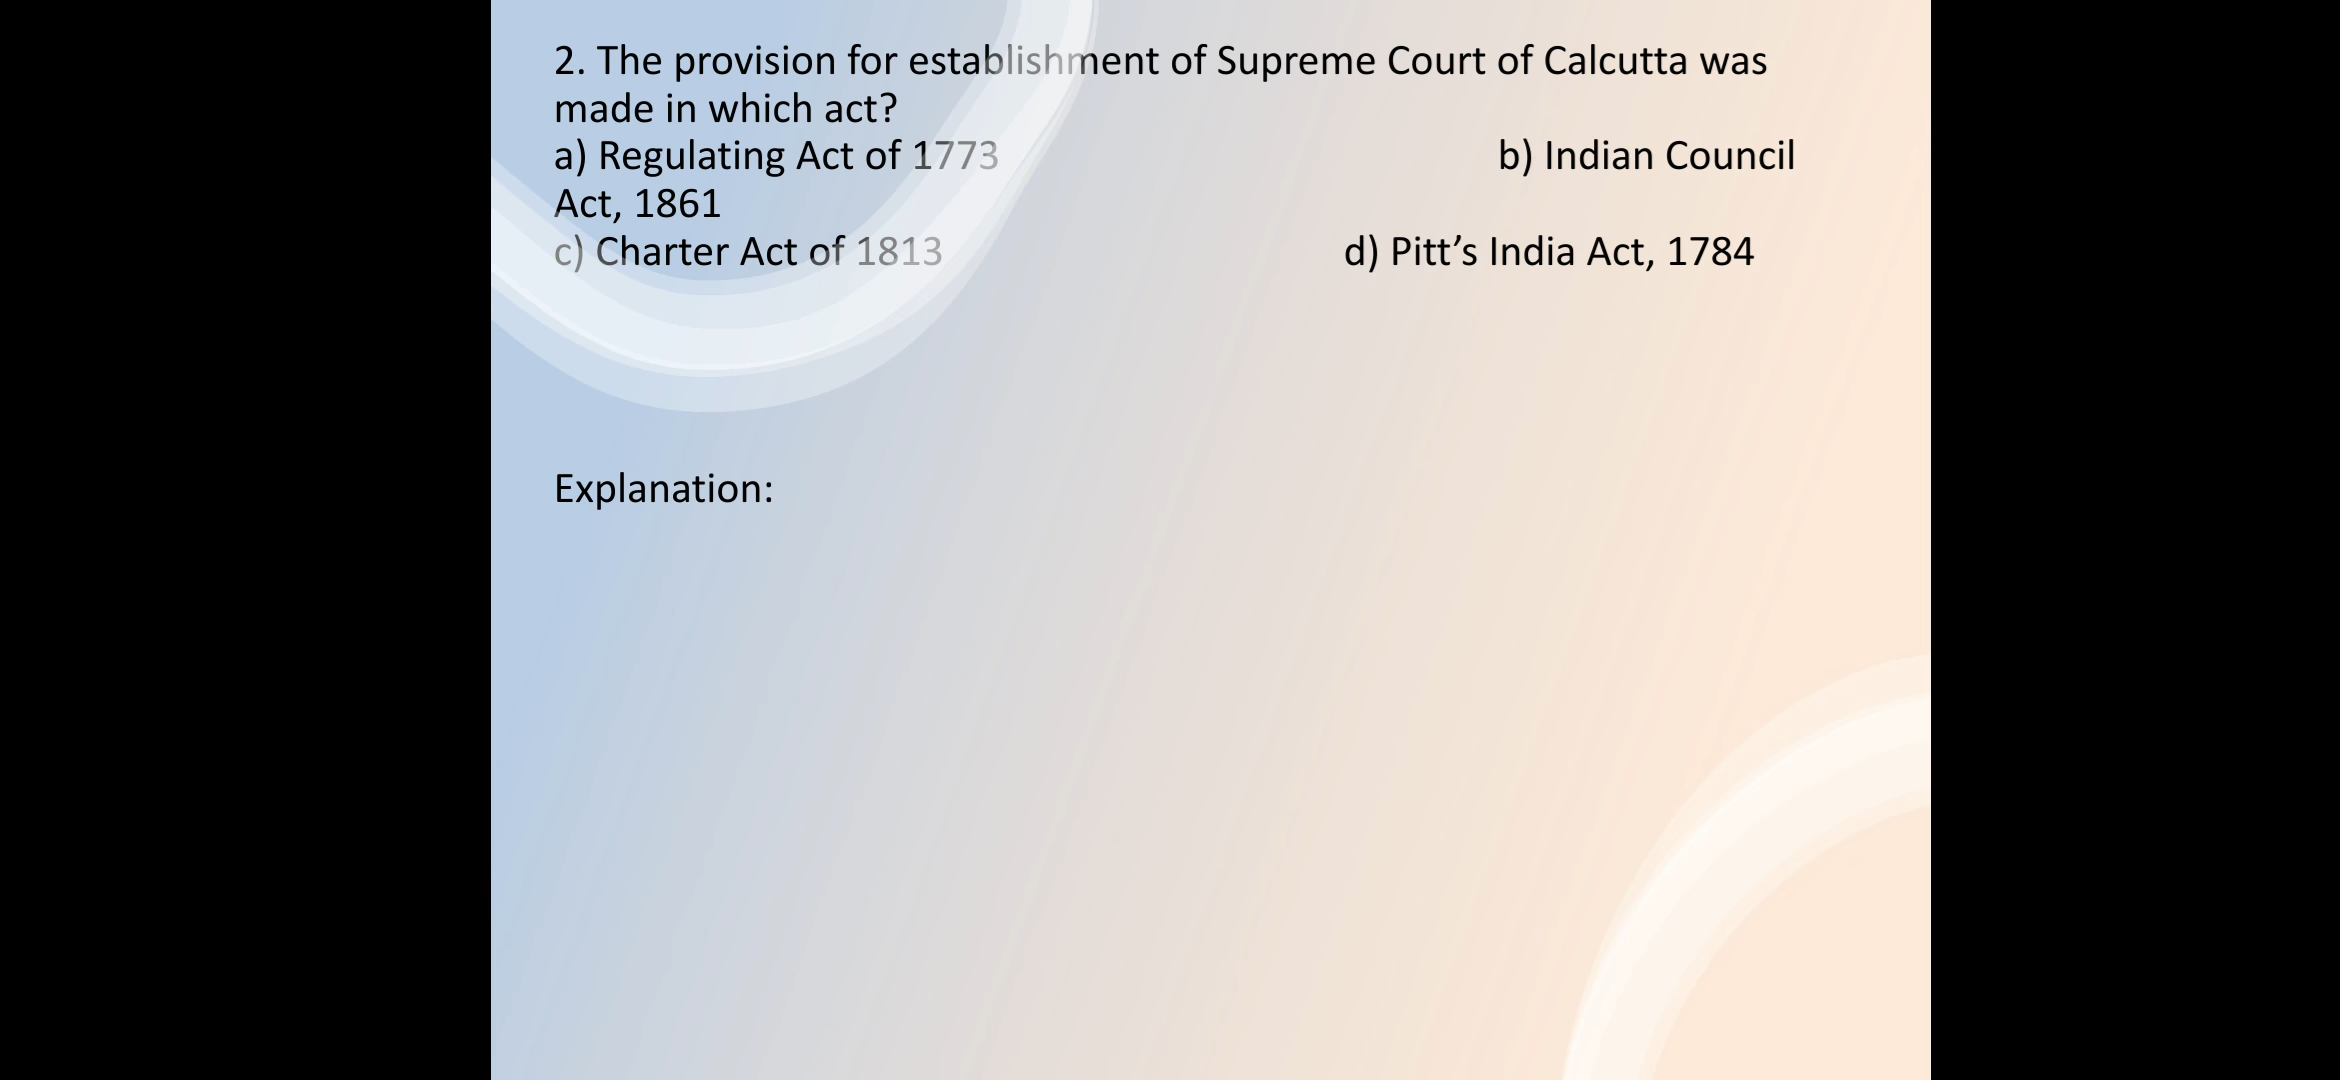 2. The provision for establishment of Supreme Court of Calcutta was
made in which act?
a) Regulating Act of 1773 b) Indian Council
Act, 1861
c) Charter Act of 1813 d) Pitt’s India Act, 1784
Explanation: